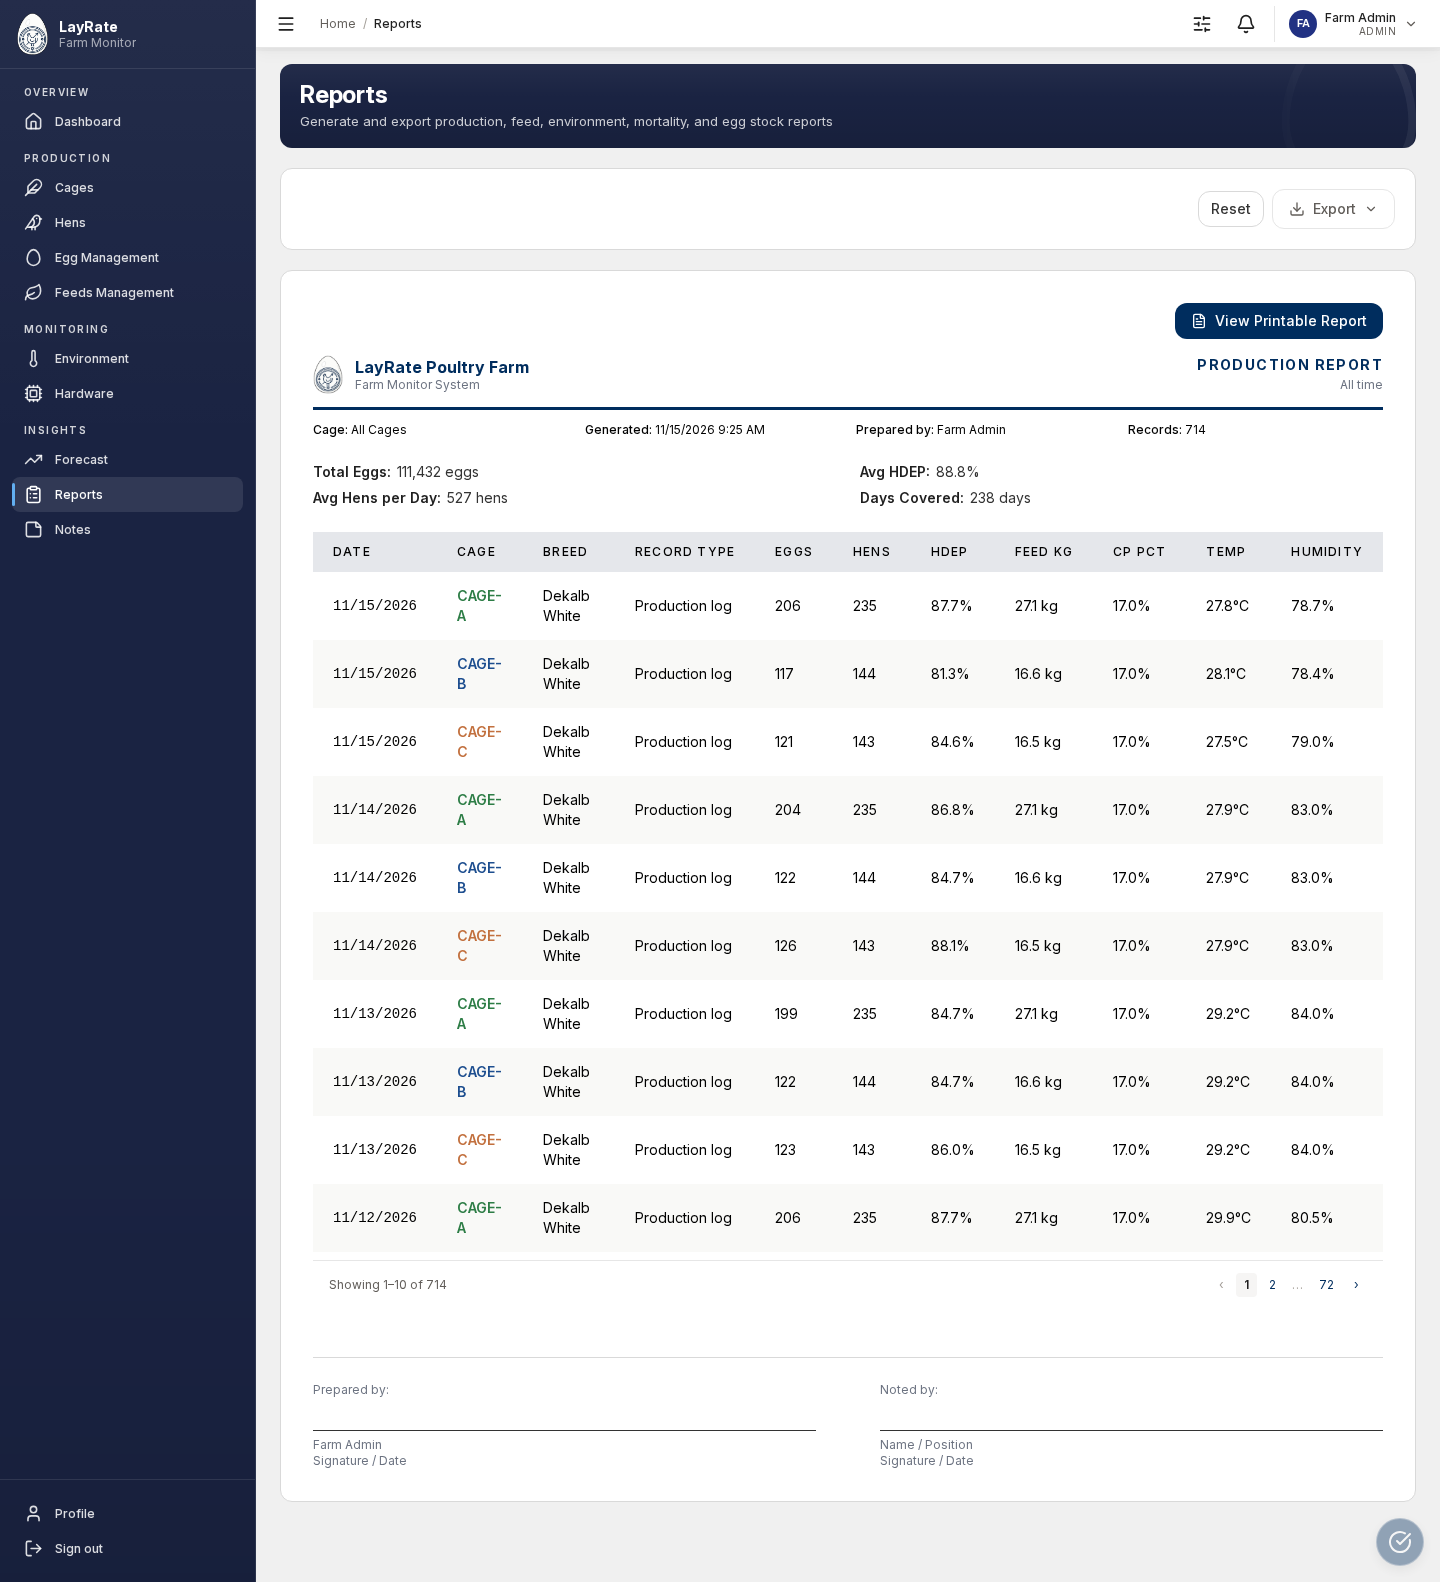 LayRate
Farm Monitor
OVERVIEW
Dashboard
PRODUCTION
Cages
Hens
Egg Management
Feeds Management
MONITORING
Environment
Hardware
INSIGHTS
Forecast
Reports
Notes
Profile
Sign out
Home / Reports
FA
Farm Admin
ADMIN
Reports
Generate and export production, feed, environment, mortality, and egg stock reports
Reset
Export
View Printable Report
LayRate Poultry Farm
Farm Monitor System
PRODUCTION REPORT
All time
Cage: All Cages Generated: 11/15/2026 9:25 AM Prepared by: Farm Admin Records: 714
Total Eggs: 111,432 eggs Avg HDEP: 88.8%
Avg Hens per Day: 527 hens Days Covered: 238 days
DATE CAGE BREED RECORD TYPE EGGS HENS HDEP FEED KG CP PCT TEMP HUMIDITY
11/15/2026 CAGE-A Dekalb White Production log 206 235 87.7% 27.1 kg 17.0% 27.8°C 78.7%
11/15/2026 CAGE-B Dekalb White Production log 117 144 81.3% 16.6 kg 17.0% 28.1°C 78.4%
11/15/2026 CAGE-C Dekalb White Production log 121 143 84.6% 16.5 kg 17.0% 27.5°C 79.0%
11/14/2026 CAGE-A Dekalb White Production log 204 235 86.8% 27.1 kg 17.0% 27.9°C 83.0%
11/14/2026 CAGE-B Dekalb White Production log 122 144 84.7% 16.6 kg 17.0% 27.9°C 83.0%
11/14/2026 CAGE-C Dekalb White Production log 126 143 88.1% 16.5 kg 17.0% 27.9°C 83.0%
11/13/2026 CAGE-A Dekalb White Production log 199 235 84.7% 27.1 kg 17.0% 29.2°C 84.0%
11/13/2026 CAGE-B Dekalb White Production log 122 144 84.7% 16.6 kg 17.0% 29.2°C 84.0%
11/13/2026 CAGE-C Dekalb White Production log 123 143 86.0% 16.5 kg 17.0% 29.2°C 84.0%
11/12/2026 CAGE-A Dekalb White Production log 206 235 87.7% 27.1 kg 17.0% 29.9°C 80.5%
Showing 1–10 of 714 ‹ 1 2 … 72 ›
Prepared by: Noted by:
Farm Admin Name / Position
Signature / Date Signature / Date